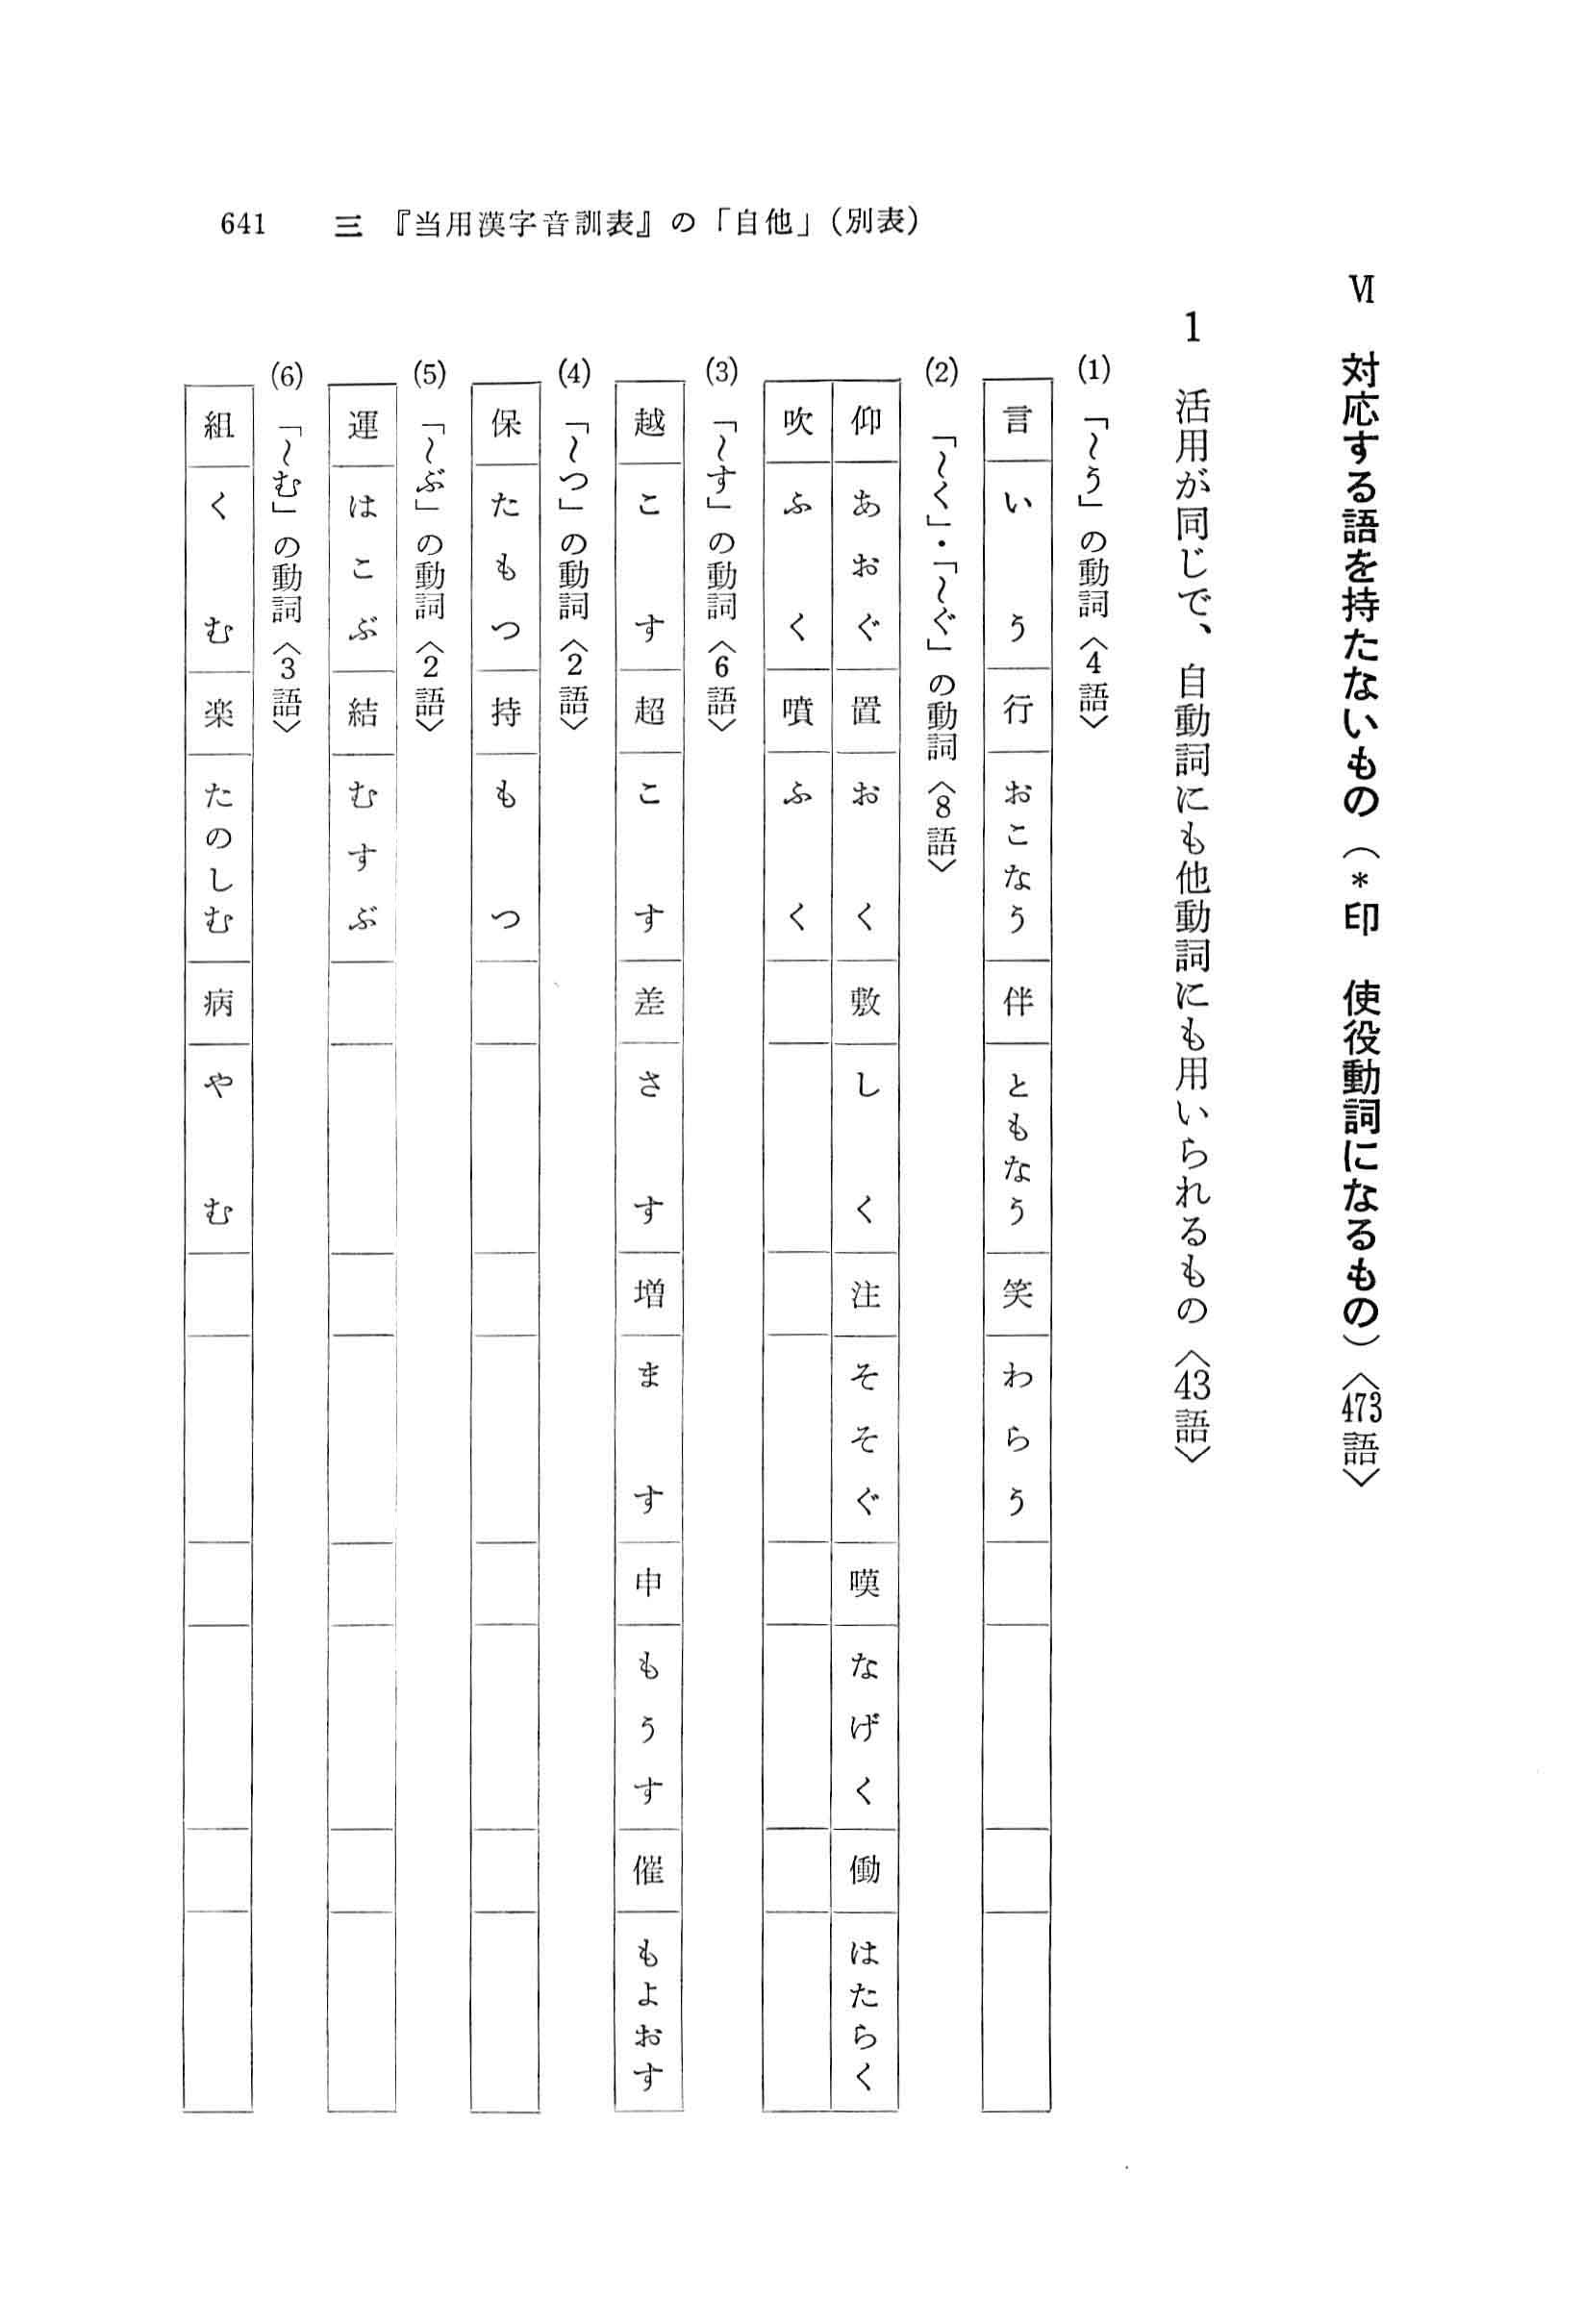 641 三 『当用漢字音訓表』の「自他」(別表)
Ⅵ 対応する語を持たないもの(*印 使役動詞になるもの)〈473語〉
1 活用が同じで、自動詞にも他動詞にも用いられるもの〈43語〉
(1) 「〜う」の動詞〈4語〉
言 いう 行 おこなう 伴 ともなう 笑 わらう
(2) 「〜く」・「〜ぐ」の動詞〈8語〉
仰 あおぐ 置 おく 敷 しく 注 そそぐ 嘆 なげく 働 はたらく
吹 ふく 噴 ふく
(3) 「〜す」の動詞〈6語〉
越 こす 超 こす 差 さす 増 ます 申 もうす 催 もよおす
(4) 「〜つ」の動詞〈2語〉
保 たもつ 持 もつ
(5) 「〜ぶ」の動詞〈2語〉
運 はこぶ 結 むすぶ
(6) 「〜む」の動詞〈3語〉
組 くむ 楽 たのしむ 病 やむ